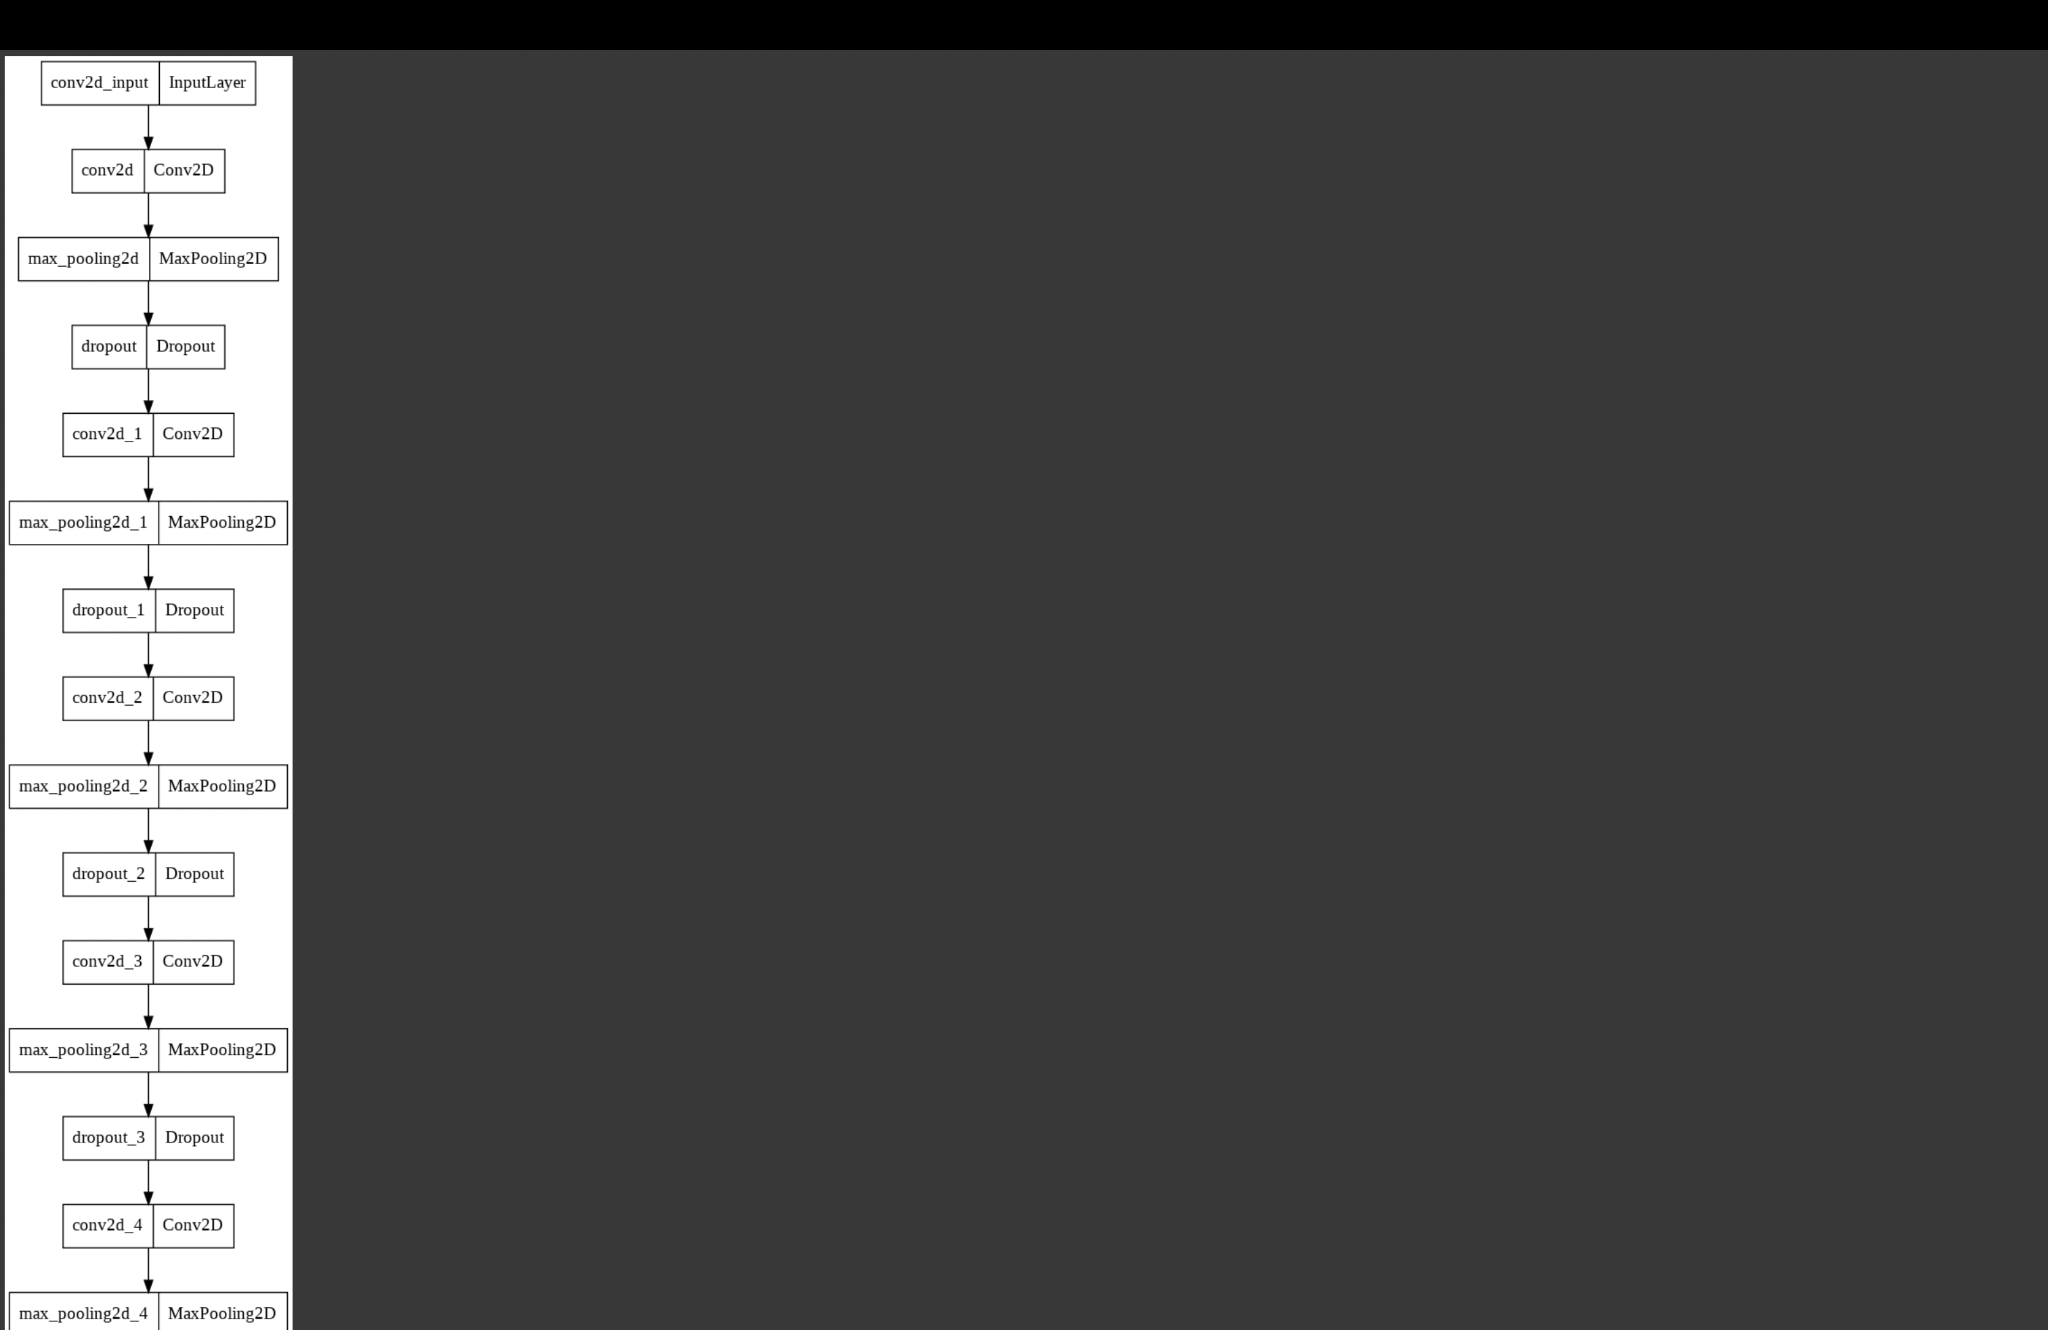 conv2d_input InputLayer
conv2d Conv2D
max_pooling2d MaxPooling2D
dropout Dropout
conv2d_1 Conv2D
max_pooling2d_1 MaxPooling2D
dropout_1 Dropout
conv2d_2 Conv2D
max_pooling2d_2 MaxPooling2D
dropout_2 Dropout
conv2d_3 Conv2D
max_pooling2d_3 MaxPooling2D
dropout_3 Dropout
conv2d_4 Conv2D
max_pooling2d_4 MaxPooling2D